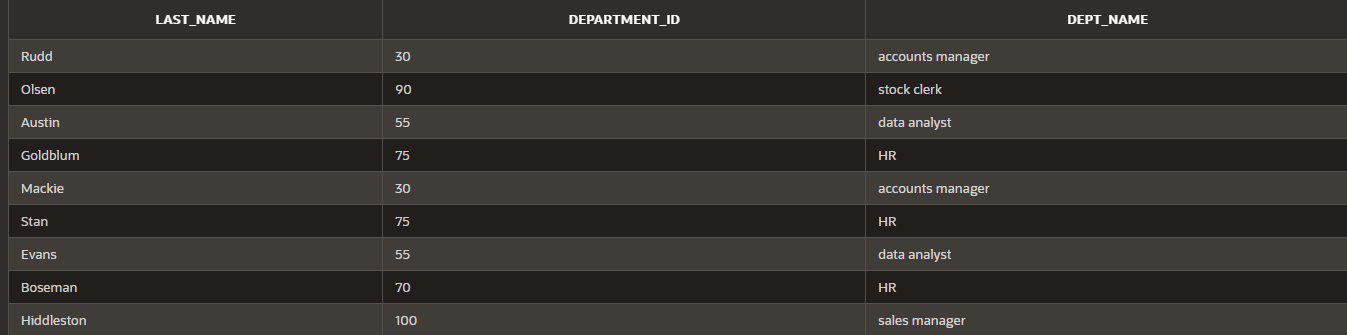 LAST_NAME DEPARTMENT_ID DEPT_NAME
Rudd 30 accounts manager
Olsen 90 stock clerk
Austin 55 data analyst
Goldblum 75 HR
Mackie 30 accounts manager
Stan 75 HR
Evans 55 data analyst
Boseman 70 HR
Hiddleston 100 sales manager